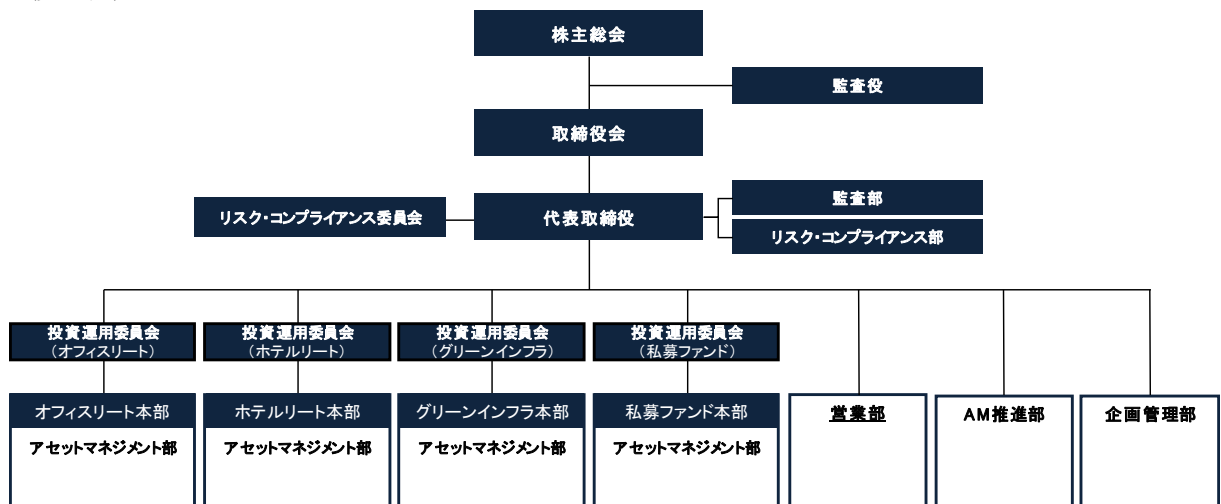 株主総会
監査役
取締役会
リスク・コンプライアンス委員会
代表取締役
監査部
リスク・コンプライアンス部
投資運用委員会
（オフィスリート）
投資運用委員会
（ホテルリート）
投資運用委員会
（グリーンインフラ）
投資運用委員会
（私募ファンド）
オフィスリート本部
アセットマネジメント部
ホテルリート本部
アセットマネジメント部
グリーンインフラ本部
アセットマネジメント部
私募ファンド本部
アセットマネジメント部
営業部
AM推進部
企画管理部